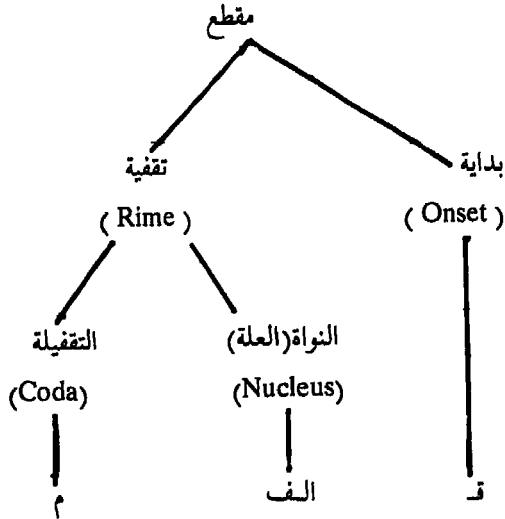 مقطع
بداية
تقفية
(Onset)
(Rime)
النواة(العلة)
التقفيلة
(Nucleus)
(Coda)
قـ
الـف
م